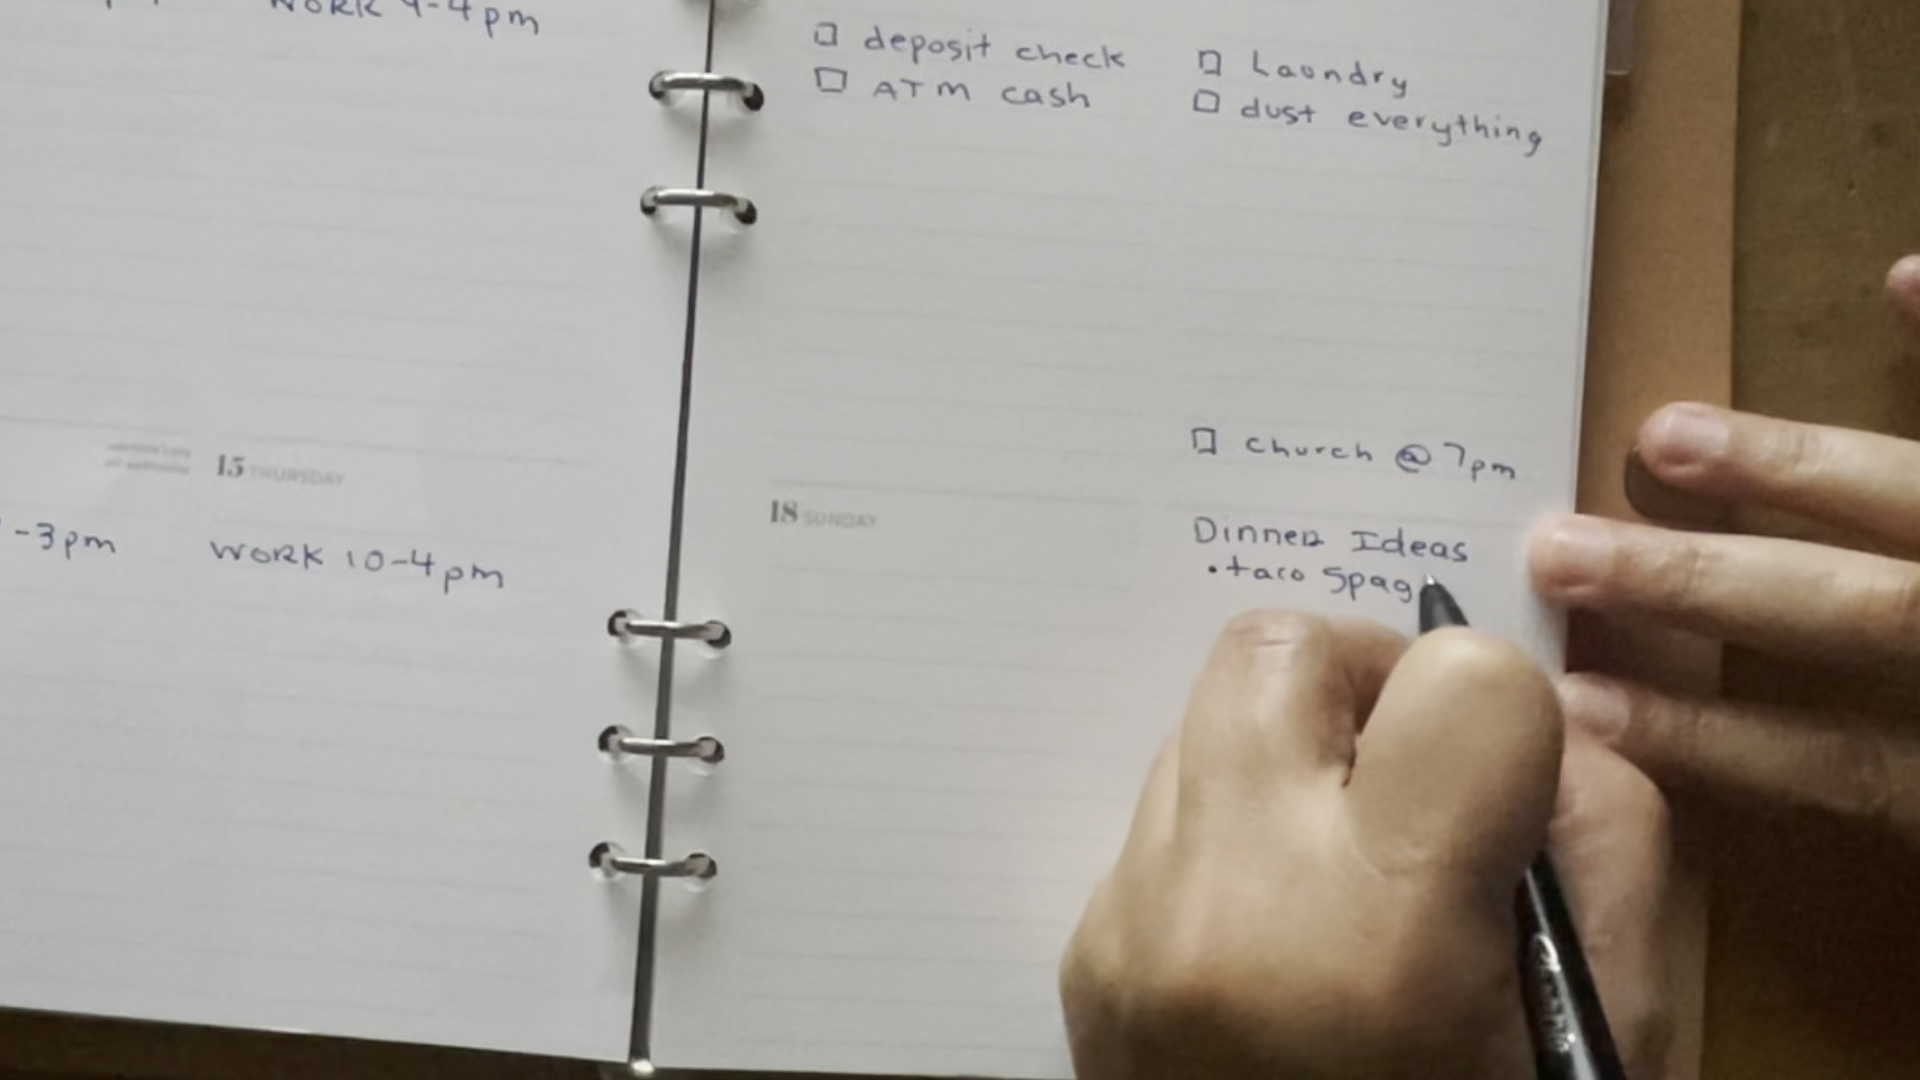 WORK 9-4pm
-3pm
15 THURSDAY
WORK 10-4pm
deposit check
ATM cash
Laundry
dust everything
church @ 7pm
18 SUNDAY
Dinner Ideas
• taco Spag